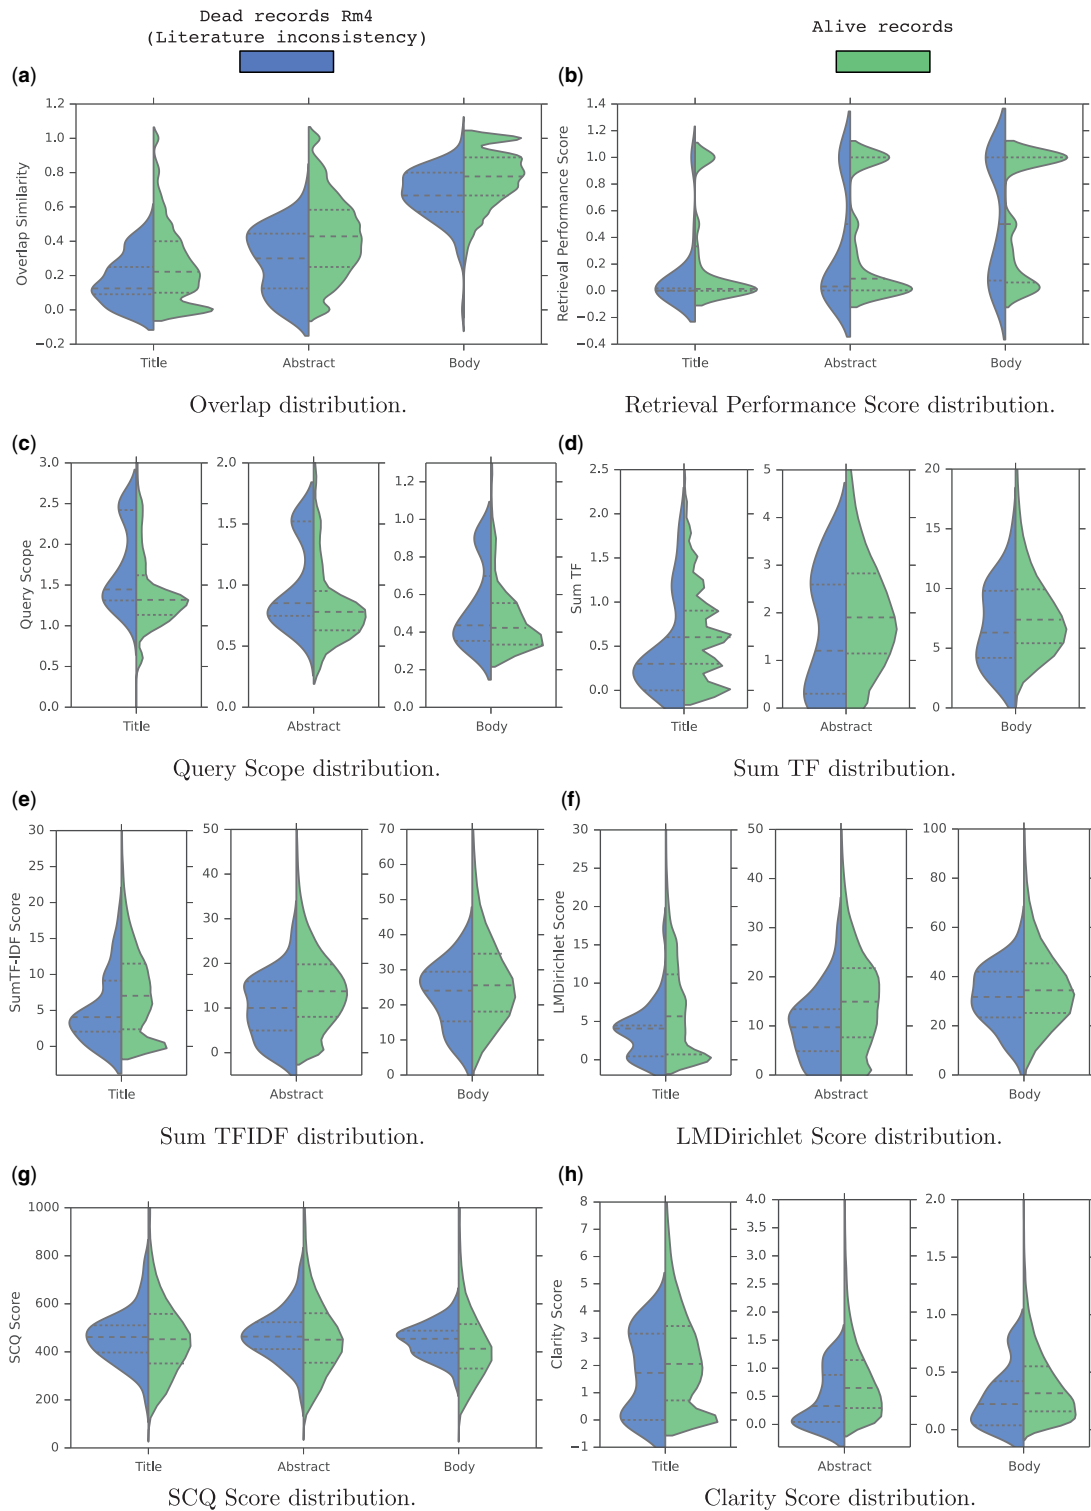 Dead records Rm4
(Literature inconsistency)
Alive records
(a)
Overlap Similarity
1.2
1.0
0.8
0.6
0.4
0.2
0.0
−0.2
Title
Abstract
Body
Overlap distribution.
(b)
Retrieval Performance Score
1.4
1.2
1.0
0.8
0.6
0.4
0.2
0.0
−0.2
−0.4
Title
Abstract
Body
Retrieval Performance Score distribution.
(c)
Query Scope
3.0
2.5
2.0
1.5
1.0
0.5
0.0
Title
2.0
1.5
1.0
0.5
0.0
Abstract
1.2
1.0
0.8
0.6
0.4
0.2
0.0
Body
Query Scope distribution.
(d)
Sum TF
2.5
2.0
1.5
1.0
0.5
0.0
Title
5
4
3
2
1
0
Abstract
20
15
10
5
0
Body
Sum TF distribution.
(e)
SumTF-IDF Score
30
25
20
15
10
5
0
Title
50
40
30
20
10
0
Abstract
70
60
50
40
30
20
10
0
Body
Sum TFIDF distribution.
(f)
LMDirichlet Score
30
25
20
15
10
5
0
Title
50
40
30
20
10
0
Abstract
100
80
60
40
20
0
Body
LMDirichlet Score distribution.
(g)
SCQ Score
1000
800
600
400
200
0
Title
Abstract
Body
SCQ Score distribution.
(h)
Clarity Score
8
7
6
5
4
3
2
1
0
−1
Title
4.0
3.5
3.0
2.5
2.0
1.5
1.0
0.5
0.0
Abstract
2.0
1.5
1.0
0.5
0.0
Body
Clarity Score distribution.